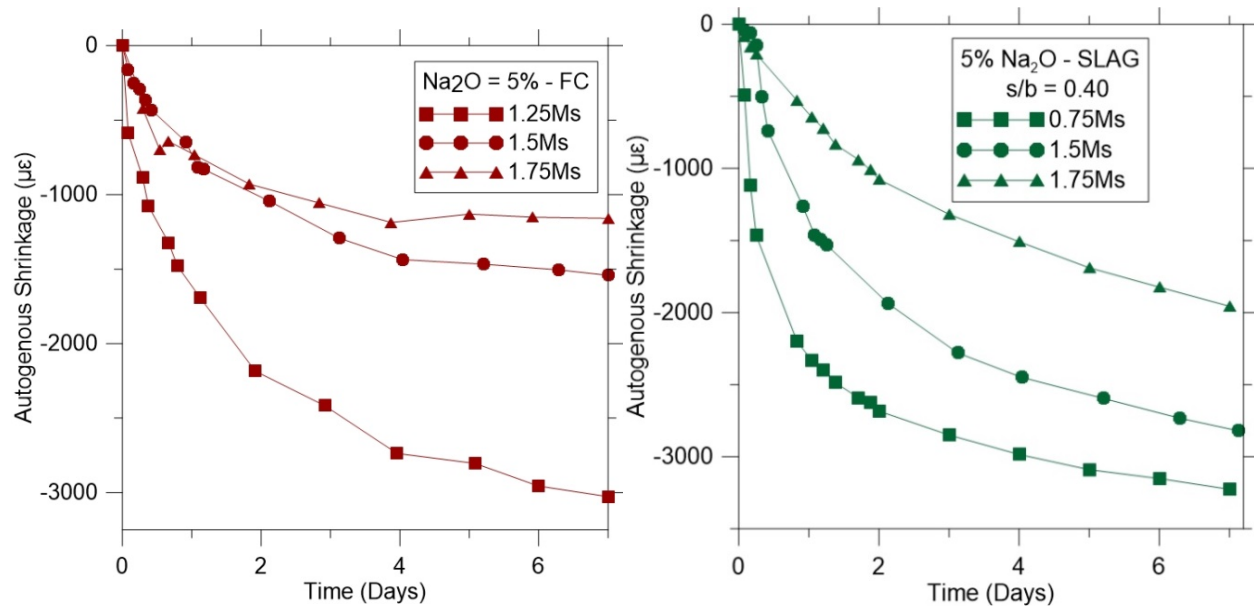 0
-1000
-2000
-3000
Autogenous Shrinkage (με)
Na2O = 5% - FC
1.25Ms
1.5Ms
1.75Ms
0
2
4
6
Time (Days)
0
-1000
-2000
-3000
Autogenous Shrinkage (με)
5% Na₂O - SLAG
s/b = 0.40
0.75Ms
1.5Ms
1.75Ms
0
2
4
6
Time (Days)